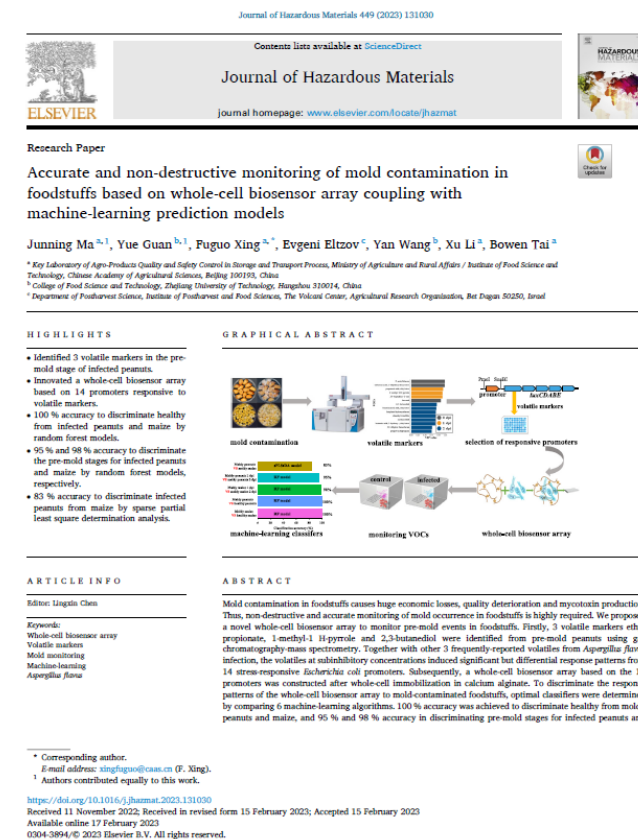 Journal of Hazardous Materials 449 (2023) 131030
Contents lists available at ScienceDirect
Journal of Hazardous Materials
journal homepage: www.elsevier.com/locate/jhazmat
ELSEVIER
HAZARDOUS
MATERIALS
Check for
updates
Research Paper
Accurate and non-destructive monitoring of mold contamination in
foodstuffs based on whole-cell biosensor array coupling with
machine-learning prediction models
Junning Ma a,1, Yue Guan b,1, Fuguo Xing a,*, Evgeni Eltzov c, Yan Wang b, Xu Li a, Bowen Tai a
a Key Laboratory of Agro-Products Quality and Safety Control in Storage and Transport Process, Ministry of Agriculture and Rural Affairs / Institute of Food Science and
Technology, Chinese Academy of Agricultural Sciences, Beijing 100193, China
b College of Food Science and Technology, Zhejiang University of Technology, Hangzhou 310014, China
c Department of Postharvest Science, Institute of Postharvest and Food Sciences, The Volcani Center, Agricultural Research Organization, Bet Dagan 50250, Israel
HIGHLIGHTS
• Identified 3 volatile markers in the pre-
mold stage of infected peanuts.
• Innovated a whole-cell biosensor array
based on 14 promoters responsive to
volatile markers.
• 100 % accuracy to discriminate healthy
from infected peanuts and maize by
random forest models.
• 95 % and 98 % accuracy to discriminate
the pre-mold stages for infected peanuts
and maize by random forest models,
respectively.
• 83 % accuracy to discriminate infected
peanuts from maize by sparse partial
least square determination analysis.
GRAPHICAL ABSTRACT
promoter
luxCDABE
volatile markers
mold contamination
volatile markers
selection of responsive promoters
control
infected
machine-learning classifers
monitoring VOCs
whole-cell biosensor array
ARTICLE INFO
Editor: Lingxin Chen
Keywords:
Whole-cell biosensor array
Volatile markers
Mold monitoring
Machine-learning
Aspergillus flavus
ABSTRACT
Mold contamination in foodstuffs causes huge economic losses, quality deterioration and mycotoxin productio
Thus, non-destructive and accurate monitoring of mold occurrence in foodstuffs is highly required. We propose
a novel whole-cell biosensor array to monitor pre-mold events in foodstuffs. Firstly, 3 volatile markers eth
propionate, 1-methyl-1 H-pyrrole and 2,3-butanediol were identified from pre-mold peanuts using g
chromatography-mass spectrometry. Together with other 3 frequently-reported volatiles from Aspergillus flav
infection, the volatiles at subinhibitory concentrations induced significant but differential response patterns fro
14 stress-responsive Escherichia coli promoters. Subsequently, a whole-cell biosensor array based on the 1
promoters was constructed after whole-cell immobilization in calcium alginate. To discriminate the respon
patterns of the whole-cell biosensor array to mold-contaminated foodstuffs, optimal classifiers were determine
by comparing 6 machine-learning algorithms. 100 % accuracy was achieved to discriminate healthy from mold
peanuts and maize, and 95 % and 98 % accuracy in discriminating pre-mold stages for infected peanuts an
* Corresponding author.
E-mail address: xingfuguo@caas.cn (F. Xing).
1 Authors contributed equally to this work.
https://doi.org/10.1016/j.jhazmat.2023.131030
Received 11 November 2022; Received in revised form 15 February 2023; Accepted 15 February 2023
Available online 17 February 2023
0304-3894/© 2023 Elsevier B.V. All rights reserved.